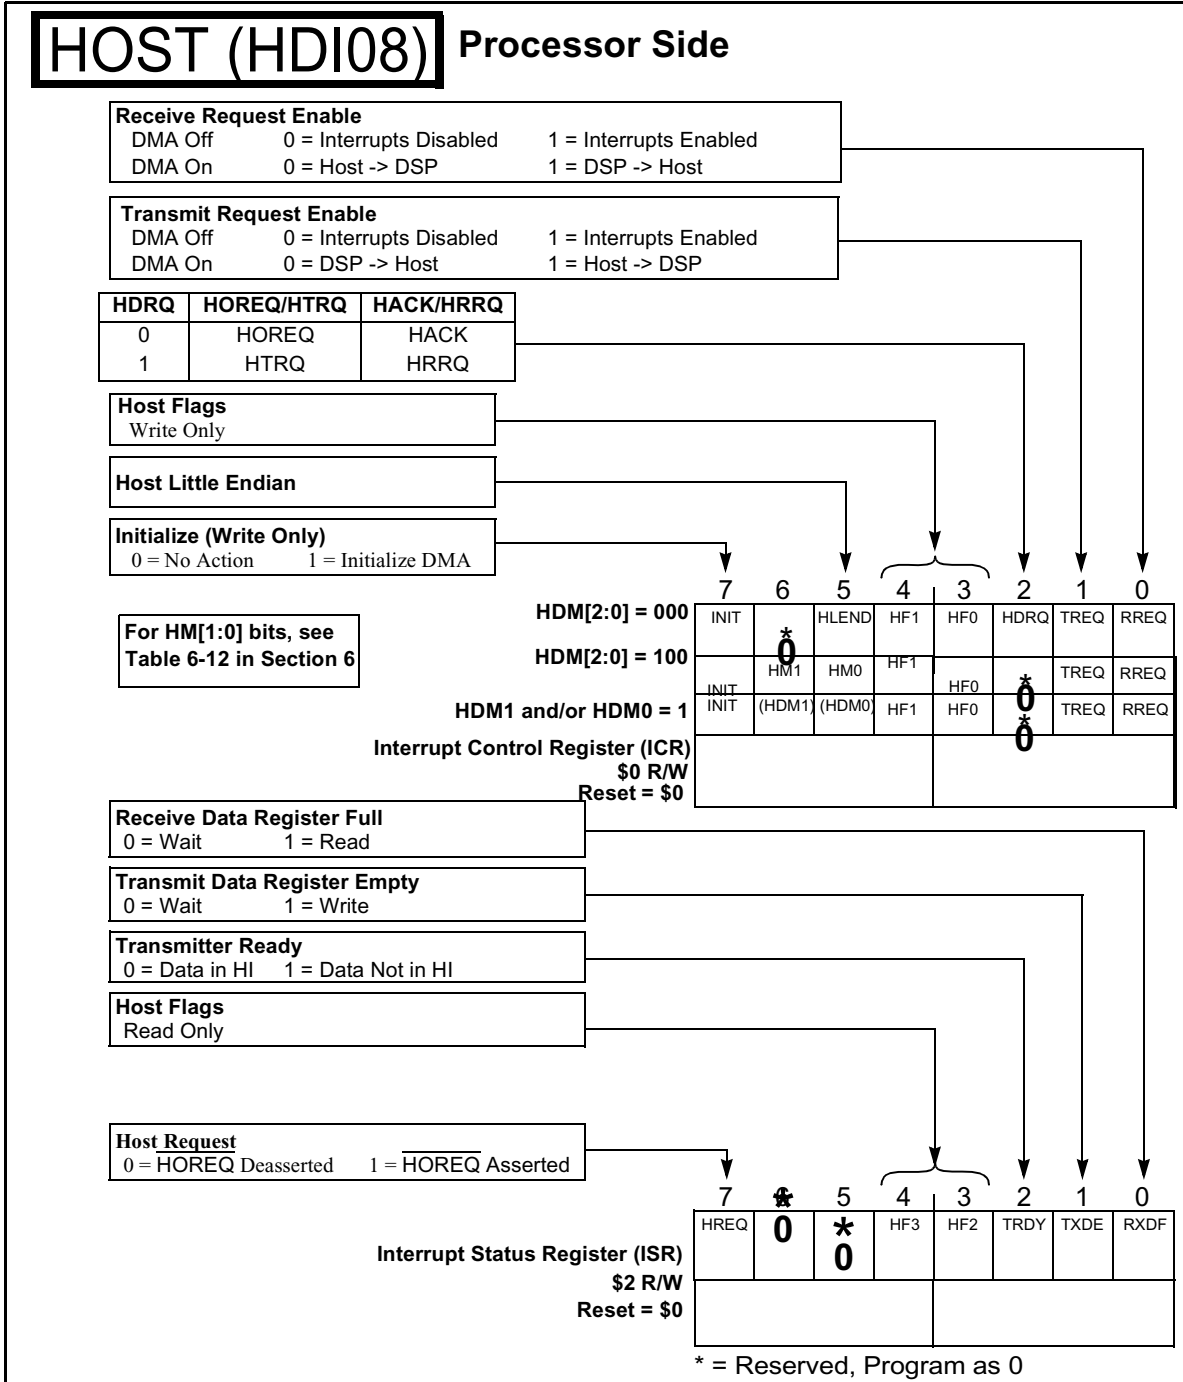 HOST (HDI08) Processor Side
Receive Request Enable
DMA Off 0 = Interrupts Disabled 1 = Interrupts Enabled
DMA On 0 = Host -> DSP 1 = DSP -> Host
Transmit Request Enable
DMA Off 0 = Interrupts Disabled 1 = Interrupts Enabled
DMA On 0 = DSP -> Host 1 = Host -> DSP
HDRQ HOREQ/HTRQ HACK/HRRQ
0 HOREQ HACK
1 HTRQ HRRQ
Host Flags
Write Only
Host Little Endian
Initialize (Write Only)
0 = No Action 1 = Initialize DMA
7 6 5 4 3 2 1 0
For HM[1:0] bits, see
Table 6-12 in Section 6
HDM[2:0] = 000 INIT * 0 HLEND HF1 HF0 HDRQ TREQ RREQ
HDM[2:0] = 100 INIT HM1 HM0 HF1 HF0 * 0 TREQ RREQ
HDM1 and/or HDM0 = 1 INIT (HDM1) (HDM0) HF1 HF0 * 0 TREQ RREQ
Interrupt Control Register (ICR)
$0 R/W
Reset = $0
Receive Data Register Full
0 = Wait 1 = Read
Transmit Data Register Empty
0 = Wait 1 = Write
Transmitter Ready
0 = Data in HI 1 = Data Not in HI
Host Flags
Read Only
Host Request
0 = HOREQ Deasserted 1 = HOREQ Asserted
7 6 5 4 3 2 1 0
HREQ * 0 * 0 HF3 HF2 TRDY TXDE RXDF
Interrupt Status Register (ISR)
$2 R/W
Reset = $0
* = Reserved, Program as 0